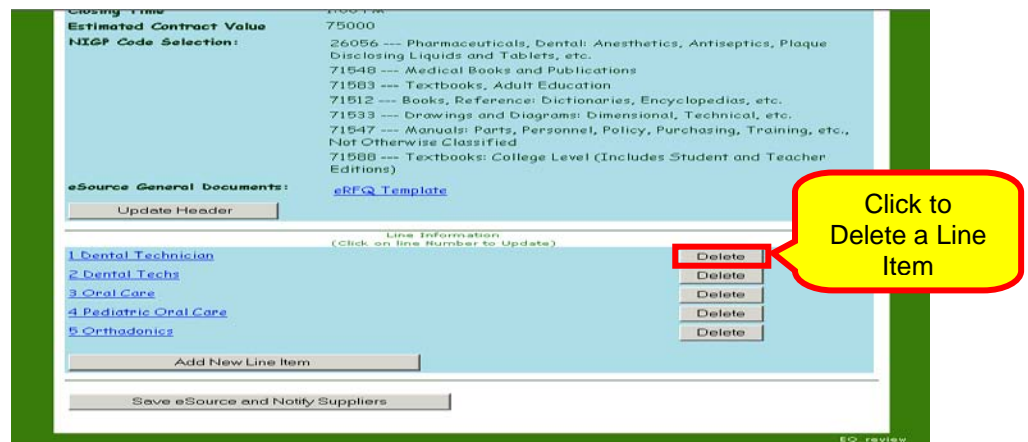 Closing Time 1:00 PM
Estimated Contract Value 75000
NIGP Code Selection: 26056 --- Pharmaceuticals, Dental: Anesthetics, Antiseptics, Plaque
Disclosing Liquids and Tablets, etc.
71548 --- Medical Books and Publications
71583 --- Textbooks, Adult Education
71512 --- Books, Reference: Dictionaries, Encyclopedias, etc.
71533 --- Drawings and Diagrams: Dimensional, Technical, etc.
71547 --- Manuals: Parts, Personnel, Policy, Purchasing, Training, etc.,
Not Otherwise Classified
71588 --- Textbooks: College Level (Includes Student and Teacher
Editions)
eSource General Documents: eRFQ Template
Update Header
Click to
Delete a Line
Item
Line Information
(Click on line Number to Update)
1 Dental Technician Delete
2 Dental Techs Delete
3 Oral Care Delete
4 Pediatric Oral Care Delete
5 Orthadonics Delete
Add New Line Item
Save eSource and Notify Suppliers
EQ_review